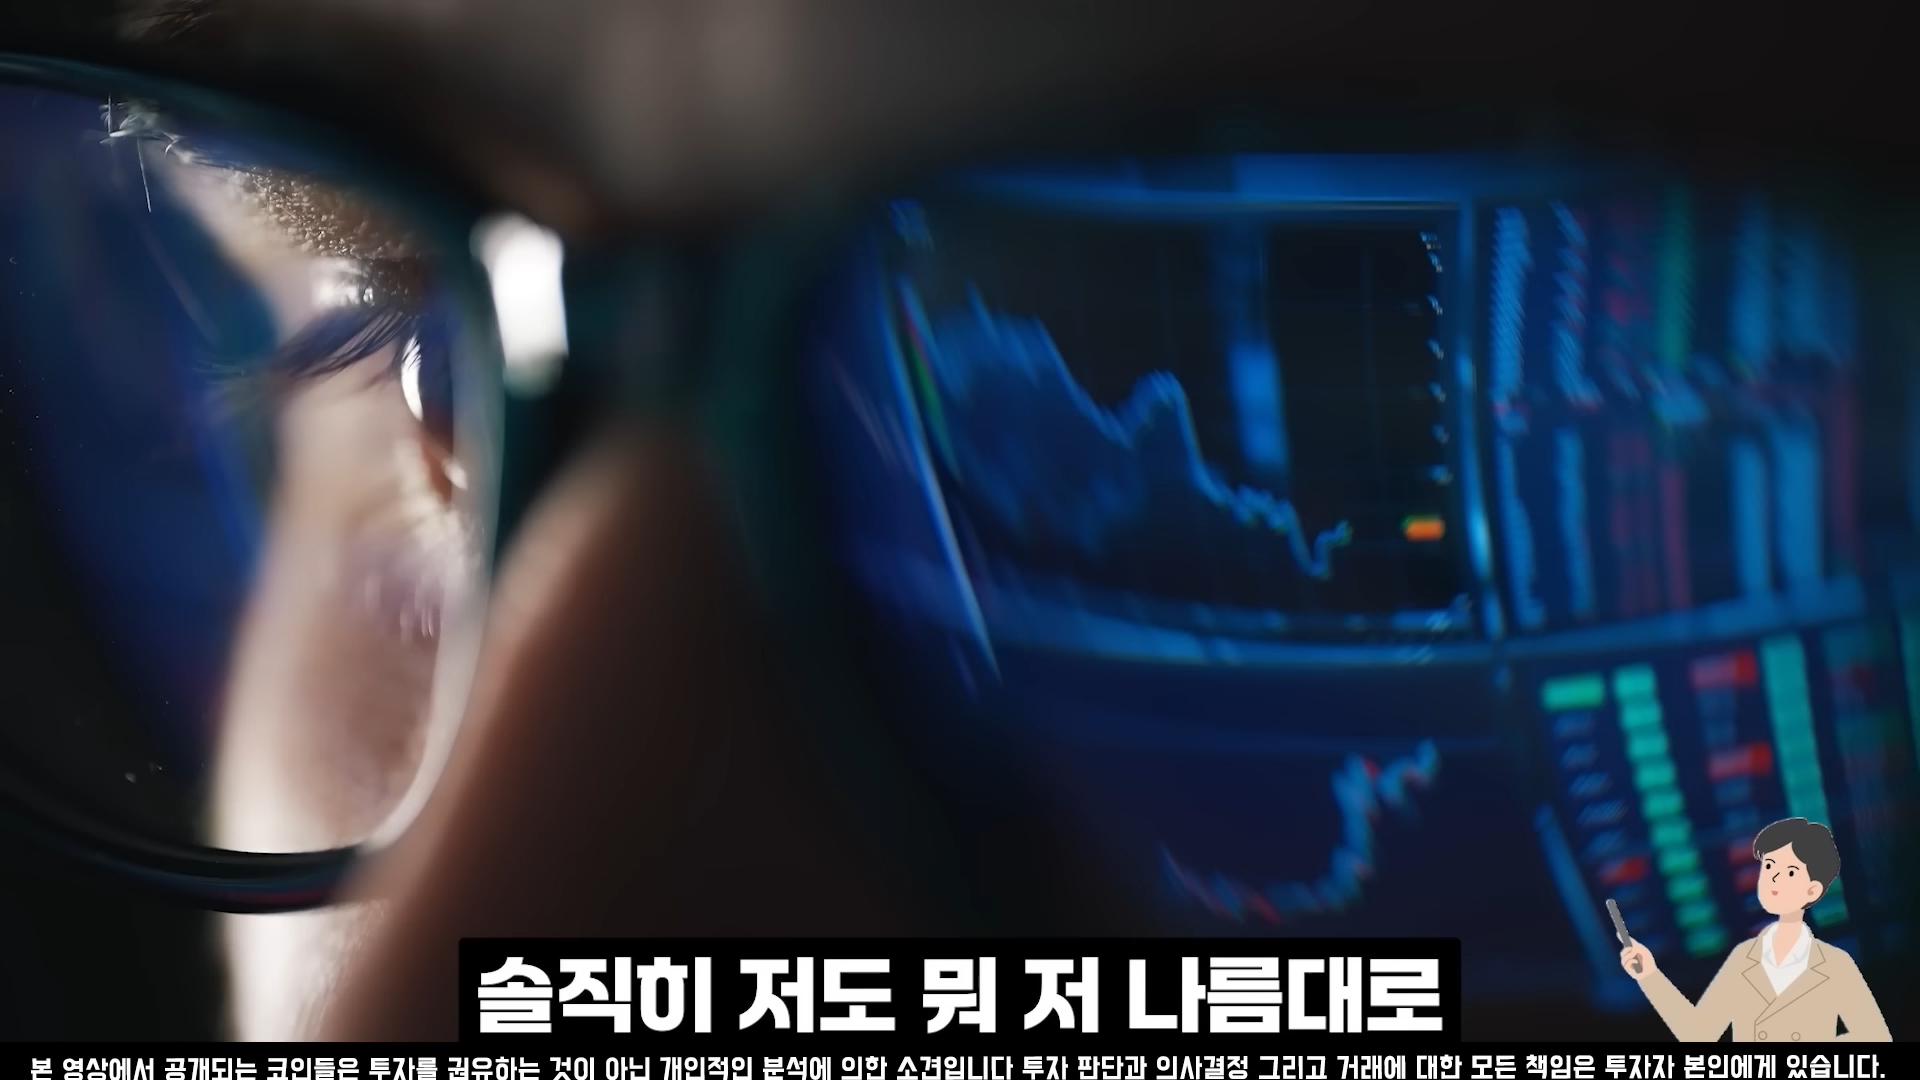 솔직히 저도 뭐 저 나름대로
본 영상에서 공개되는 코인들은 투자를 권유하는 것이 아닌 개인적인 분석에 의한 소견입니다 투자 판단과 의사결정 그리고 거래에 대한 모든 책임은 투자자 본인에게 있습니다.